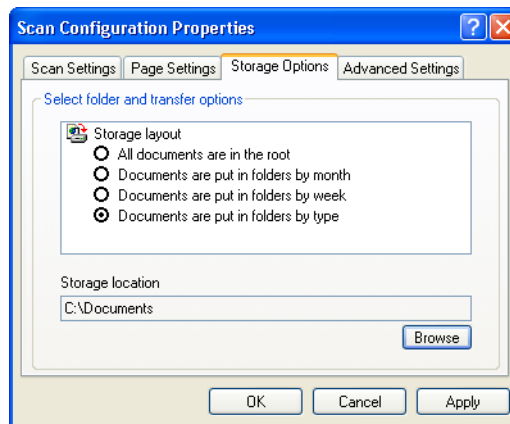 Scan Configuration Properties
Scan Settings Page Settings Storage Options Advanced Settings
Select folder and transfer options
Storage layout
All documents are in the root
Documents are put in folders by month
Documents are put in folders by week
Documents are put in folders by type
Storage location
C:\Documents
Browse
OK Cancel Apply